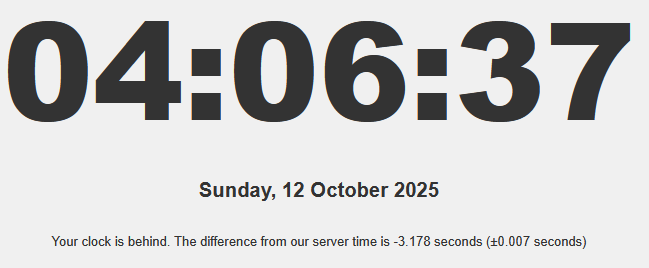 04:06:37
Sunday, 12 October 2025
Your clock is behind. The difference from our server time is -3.178 seconds (±0.007 seconds)